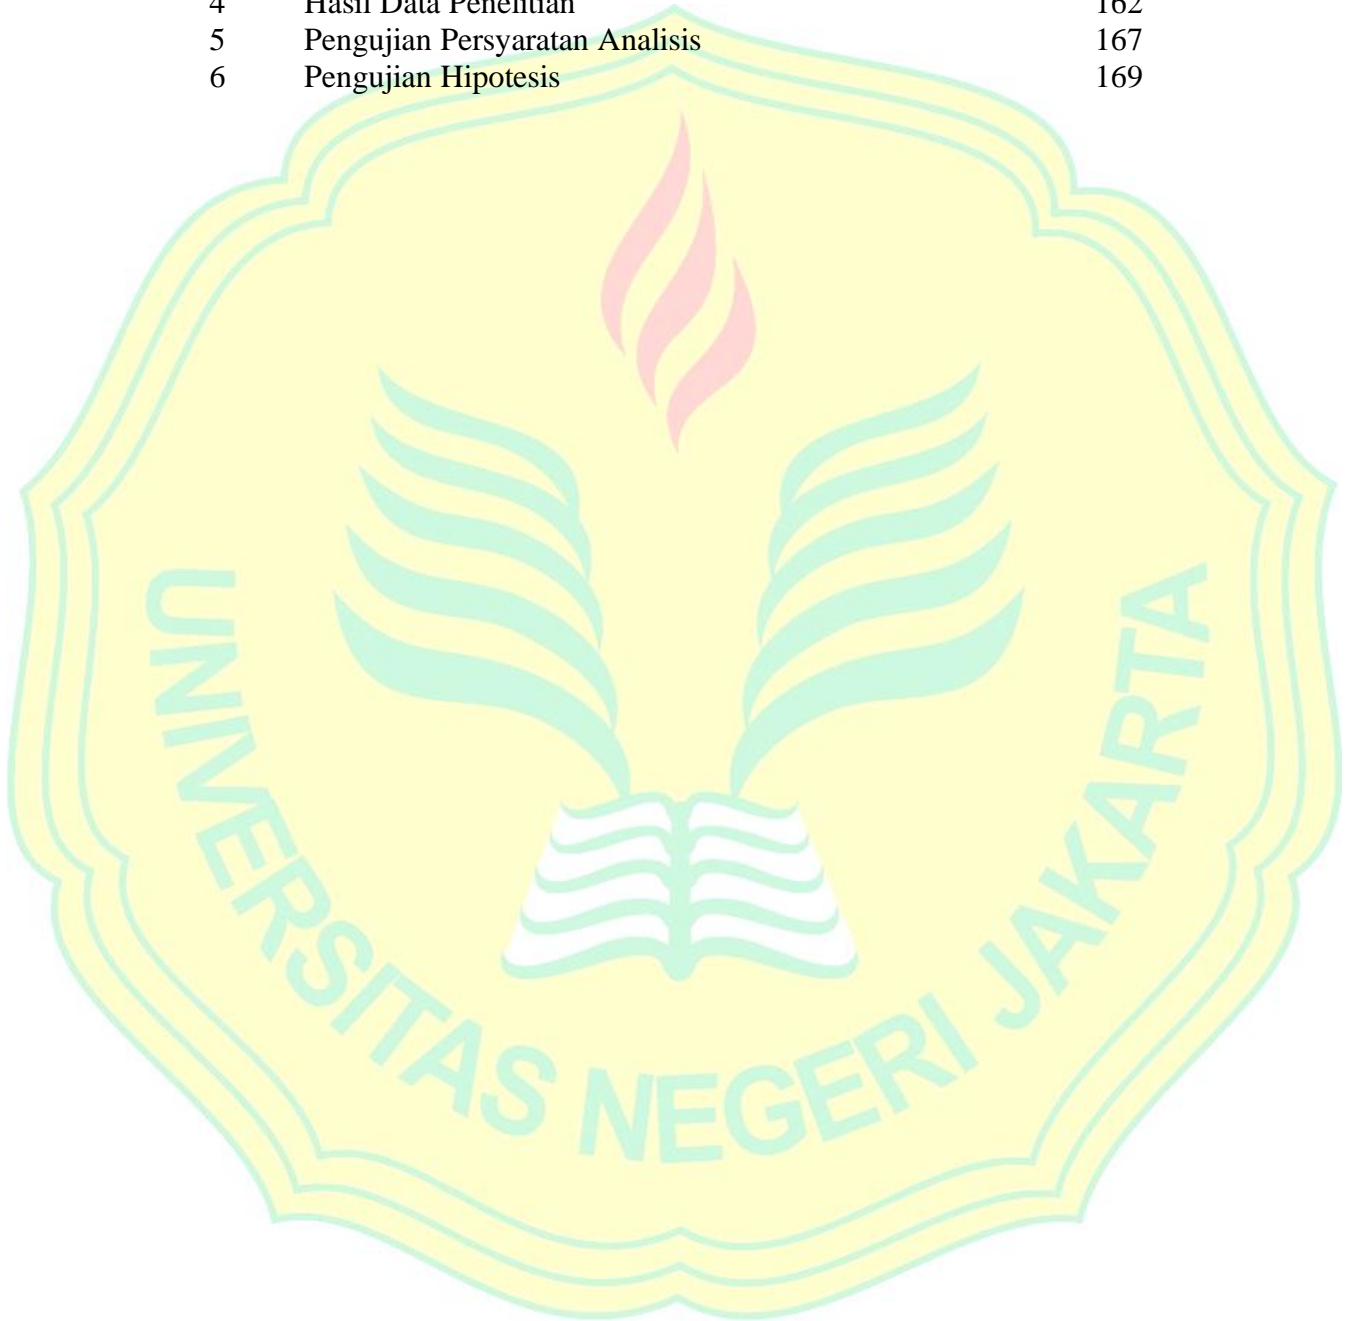 4 Hasil Data Penelitian 162
5 Pengujian Persyaratan Analisis 167
6 Pengujian Hipotesis 169
UNIVERSITAS NEGERI JAKARTA